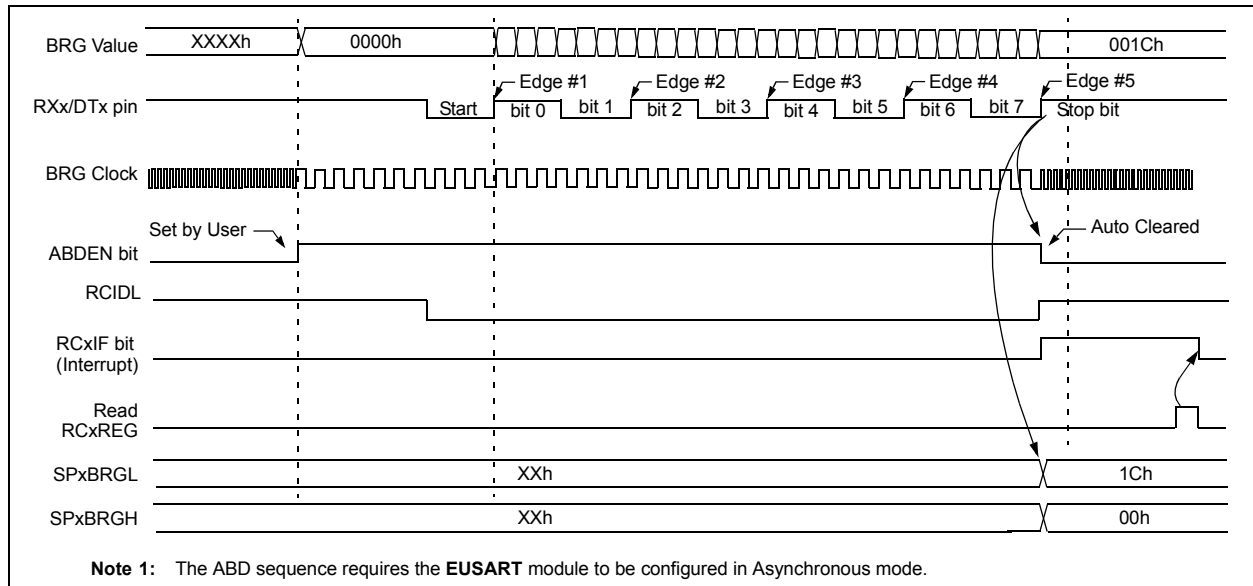 BRG Value XXXXh 0000h 001Ch
Edge #1 Edge #2 Edge #3 Edge #4 Edge #5
RXx/DTx pin Start bit 0 bit 1 bit 2 bit 3 bit 4 bit 5 bit 6 bit 7 Stop bit
BRG Clock
Set by User Auto Cleared
ABDEN bit
RCIDL
RCxIF bit
(Interrupt)
Read
RCxREG
SPxBRGL XXh 1Ch
SPxBRGH XXh 00h
Note 1: The ABD sequence requires the EUSART module to be configured in Asynchronous mode.